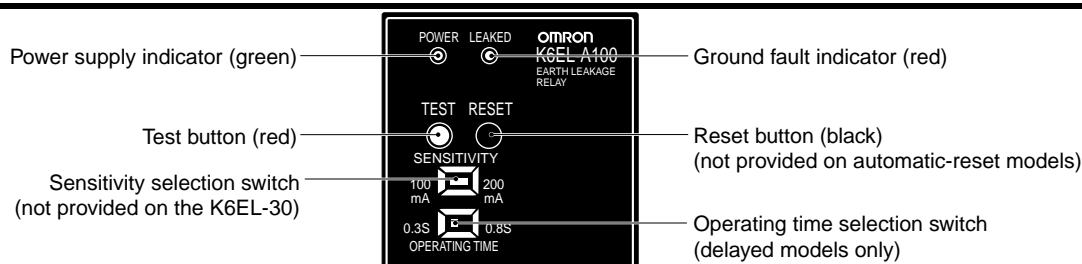 Power supply indicator (green)
POWER LEAKED
OMRON
K6EL-A100
EARTH LEAKAGE
RELAY
Ground fault indicator (red)
TEST RESET
Test button (red)
Reset button (black)
(not provided on automatic-reset models)
SENSITIVITY
Sensitivity selection switch
(not provided on the K6EL-30)
100
mA
200
mA
0.3S 0.8S
OPERATING TIME
Operating time selection switch
(delayed models only)